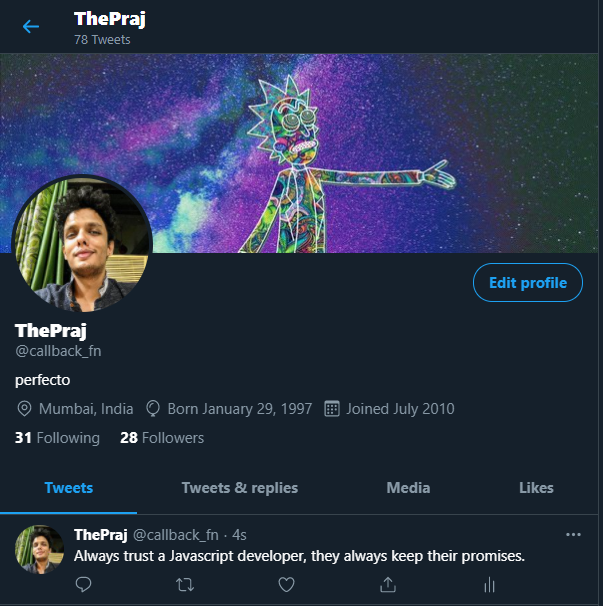 ThePraj
78 Tweets
Edit profile
ThePraj
@callback_fn
perfecto
Mumbai, India Born January 29, 1997 Joined July 2010
31 Following 28 Followers
Tweets Tweets & replies Media Likes
ThePraj @callback_fn · 4s
Always trust a Javascript developer, they always keep their promises.